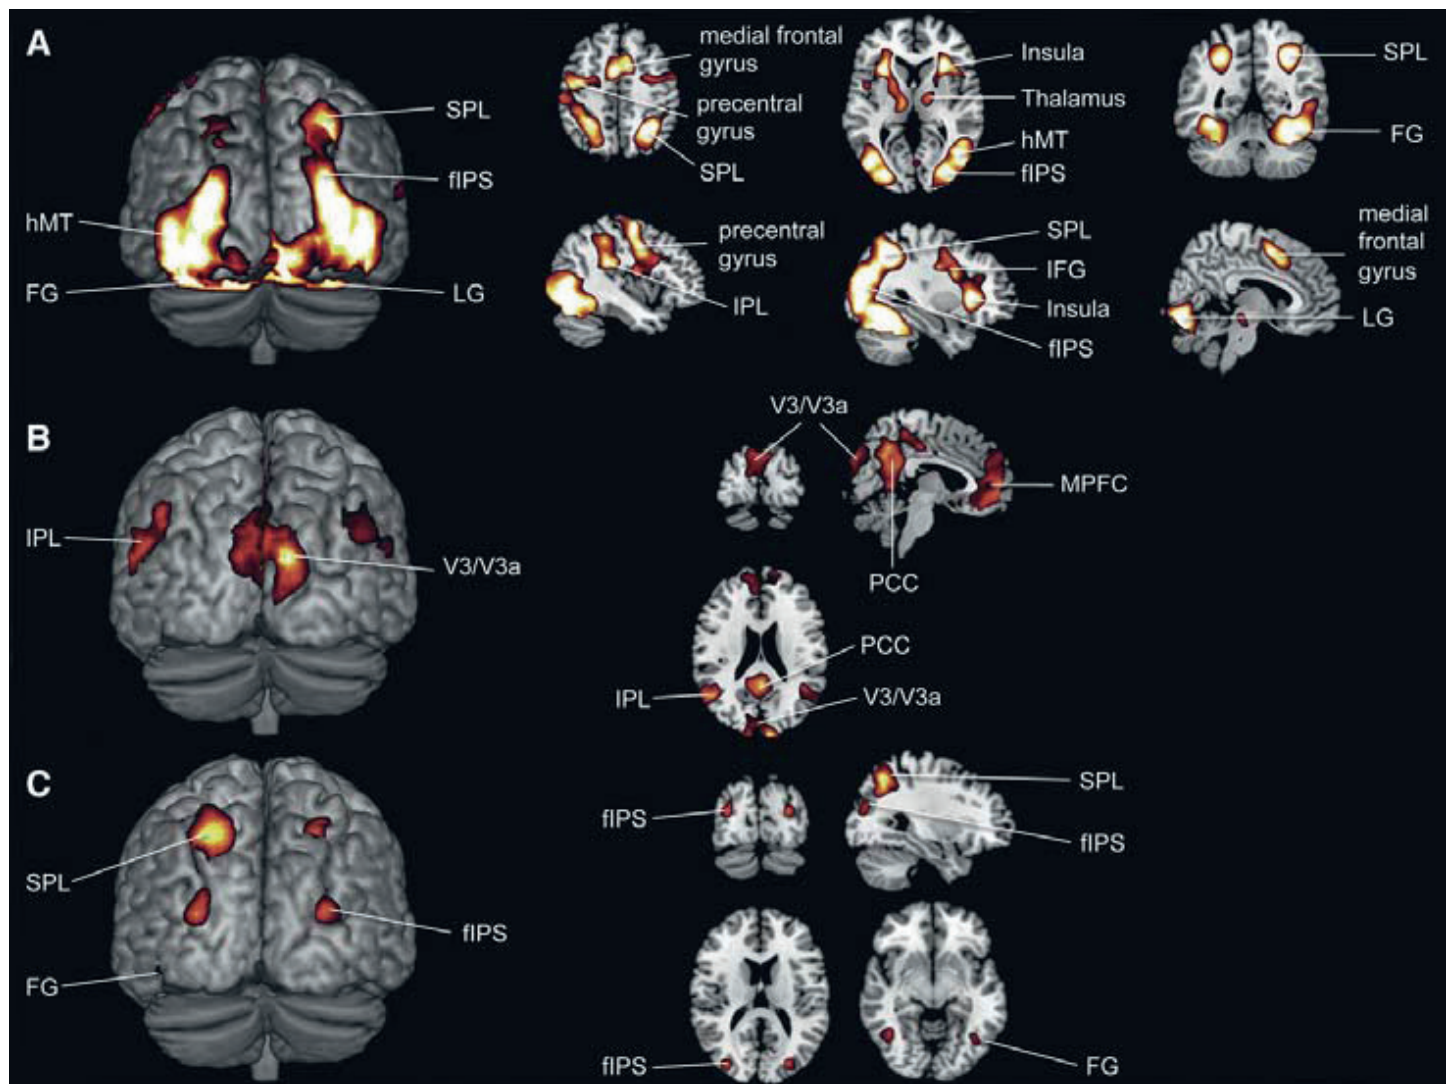 A
SPL
fIPS
hMT
FG
LG
medial frontal
gyrus
precentral
gyrus
SPL
Insula
Thalamus
hMT
fIPS
SPL
FG
precentral
gyrus
IPL
SPL
IFG
Insula
fIPS
medial
frontal
gyrus
LG
B
IPL
V3/V3a
V3/V3a
MPFC
PCC
PCC
IPL
V3/V3a
C
SPL
fIPS
FG
fIPS
SPL
fIPS
fIPS
FG